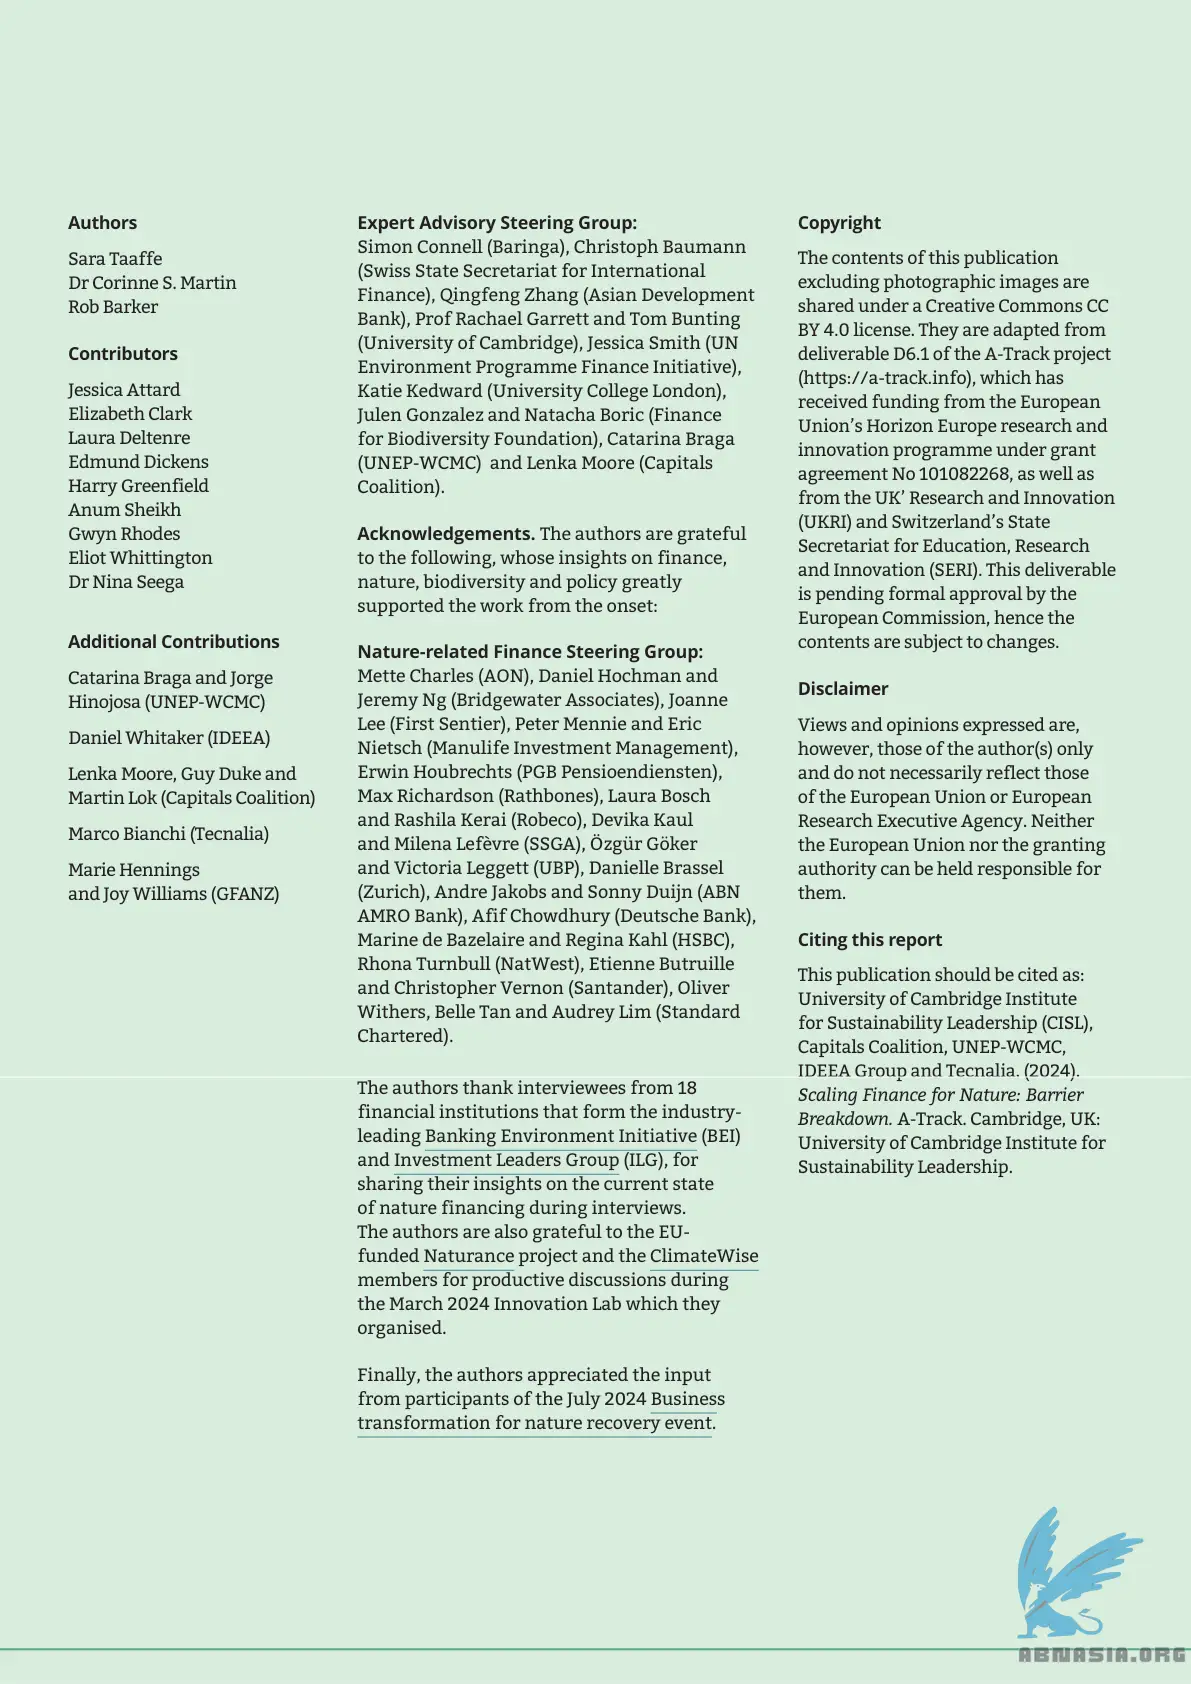 Authors
Sara Taaffe
Dr Corinne S. Martin
Rob Barker
Contributors
Jessica Attard
Elizabeth Clark
Laura Deltenre
Edmund Dickens
Harry Greenfield
Anum Sheikh
Gwyn Rhodes
Eliot Whittington
Dr Nina Seega
Additional Contributions
Catarina Braga and Jorge
Hinojosa (UNEP-WCMC)
Daniel Whitaker (IDEEA)
Lenka Moore, Guy Duke and
Martin Lok (Capitals Coalition)
Marco Bianchi (Tecnalia)
Marie Hennings
and Joy Williams (GFANZ)
Expert Advisory Steering Group:
Simon Connell (Baringa), Christoph Baumann
(Swiss State Secretariat for International
Finance), Qingfeng Zhang (Asian Development
Bank), Prof Rachael Garrett and Tom Bunting
(University of Cambridge), Jessica Smith (UN
Environment Programme Finance Initiative),
Katie Kedward (University College London),
Julen Gonzalez and Natacha Boric (Finance
for Biodiversity Foundation), Catarina Braga
(UNEP-WCMC) and Lenka Moore (Capitals
Coalition).
Acknowledgements. The authors are grateful
to the following, whose insights on finance,
nature, biodiversity and policy greatly
supported the work from the onset:
Nature-related Finance Steering Group:
Mette Charles (AON), Daniel Hochman and
Jeremy Ng (Bridgewater Associates), Joanne
Lee (First Sentier), Peter Mennie and Eric
Nietsch (Manulife Investment Management),
Erwin Houbrechts (PGB Pensioendiensten),
Max Richardson (Rathbones), Laura Bosch
and Rashila Kerai (Robeco), Devika Kaul
and Milena Lefèvre (SSGA), Özgür Göker
and Victoria Leggett (UBP), Danielle Brassel
(Zurich), Andre Jakobs and Sonny Duijn (ABN
AMRO Bank), Afif Chowdhury (Deutsche Bank),
Marine de Bazelaire and Regina Kahl (HSBC),
Rhona Turnbull (NatWest), Etienne Butruille
and Christopher Vernon (Santander), Oliver
Withers, Belle Tan and Audrey Lim (Standard
Chartered).
The authors thank interviewees from 18
financial institutions that form the industry-
leading Banking Environment Initiative (BEI)
and Investment Leaders Group (ILG), for
sharing their insights on the current state
of nature financing during interviews.
The authors are also grateful to the EU-
funded Naturance project and the ClimateWise
members for productive discussions during
the March 2024 Innovation Lab which they
organised.
Finally, the authors appreciated the input
from participants of the July 2024 Business
transformation for nature recovery event.
Copyright
The contents of this publication
excluding photographic images are
shared under a Creative Commons CC
BY 4.0 license. They are adapted from
deliverable D6.1 of the A-Track project
(https://a-track.info), which has
received funding from the European
Union's Horizon Europe research and
innovation programme under grant
agreement No 101082268, as well as
from the UK' Research and Innovation
(UKRI) and Switzerland's State
Secretariat for Education, Research
and Innovation (SERI). This deliverable
is pending formal approval by the
European Commission, hence the
contents are subject to changes.
Disclaimer
Views and opinions expressed are,
however, those of the author(s) only
and do not necessarily reflect those
of the European Union or European
Research Executive Agency. Neither
the European Union nor the granting
authority can be held responsible for
them.
Citing this report
This publication should be cited as:
University of Cambridge Institute
for Sustainability Leadership (CISL),
Capitals Coalition, UNEP-WCMC,
IDEEA Group and Tecnalia. (2024).
Scaling Finance for Nature: Barrier
Breakdown. A-Track. Cambridge, UK:
University of Cambridge Institute for
Sustainability Leadership.
ABNASIA.ORG